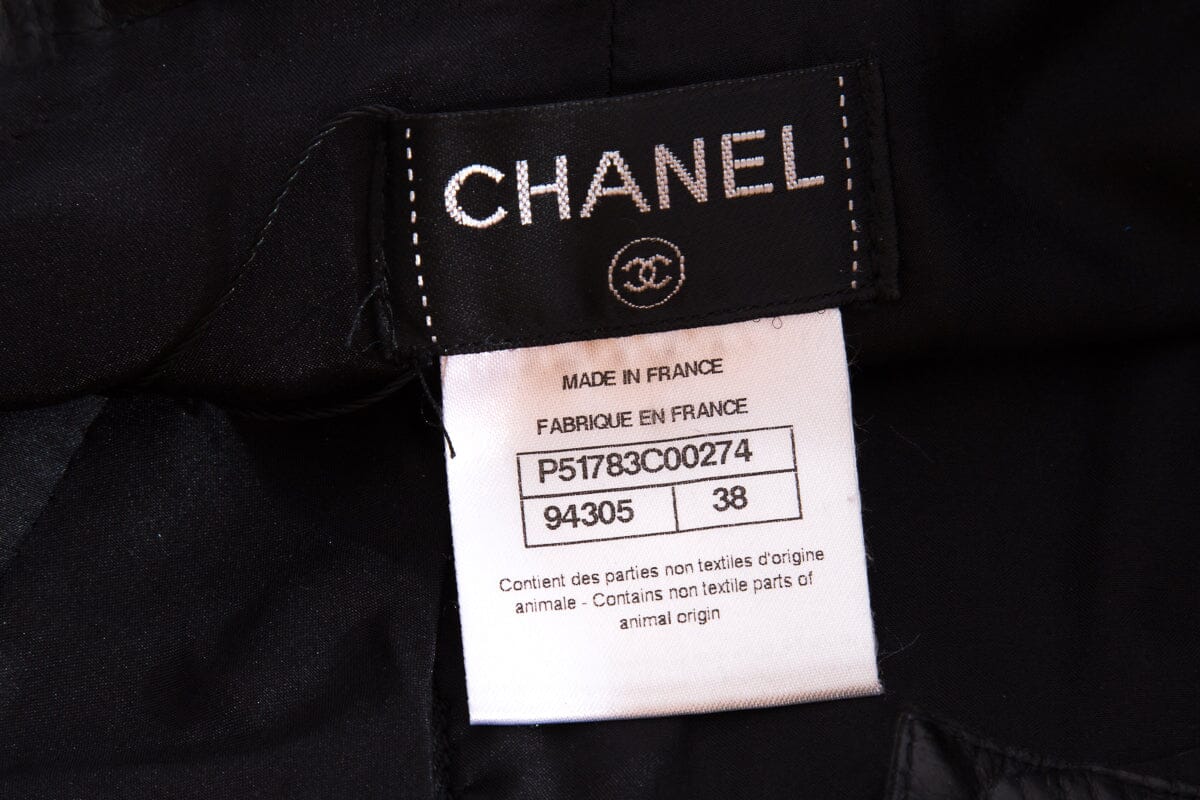 CHANEL
MADE IN FRANCE
FABRIQUE EN FRANCE
P51783C00274
94305 38
Contient des parties non textiles d'origine
animale - Contains non textile parts of
animal origin